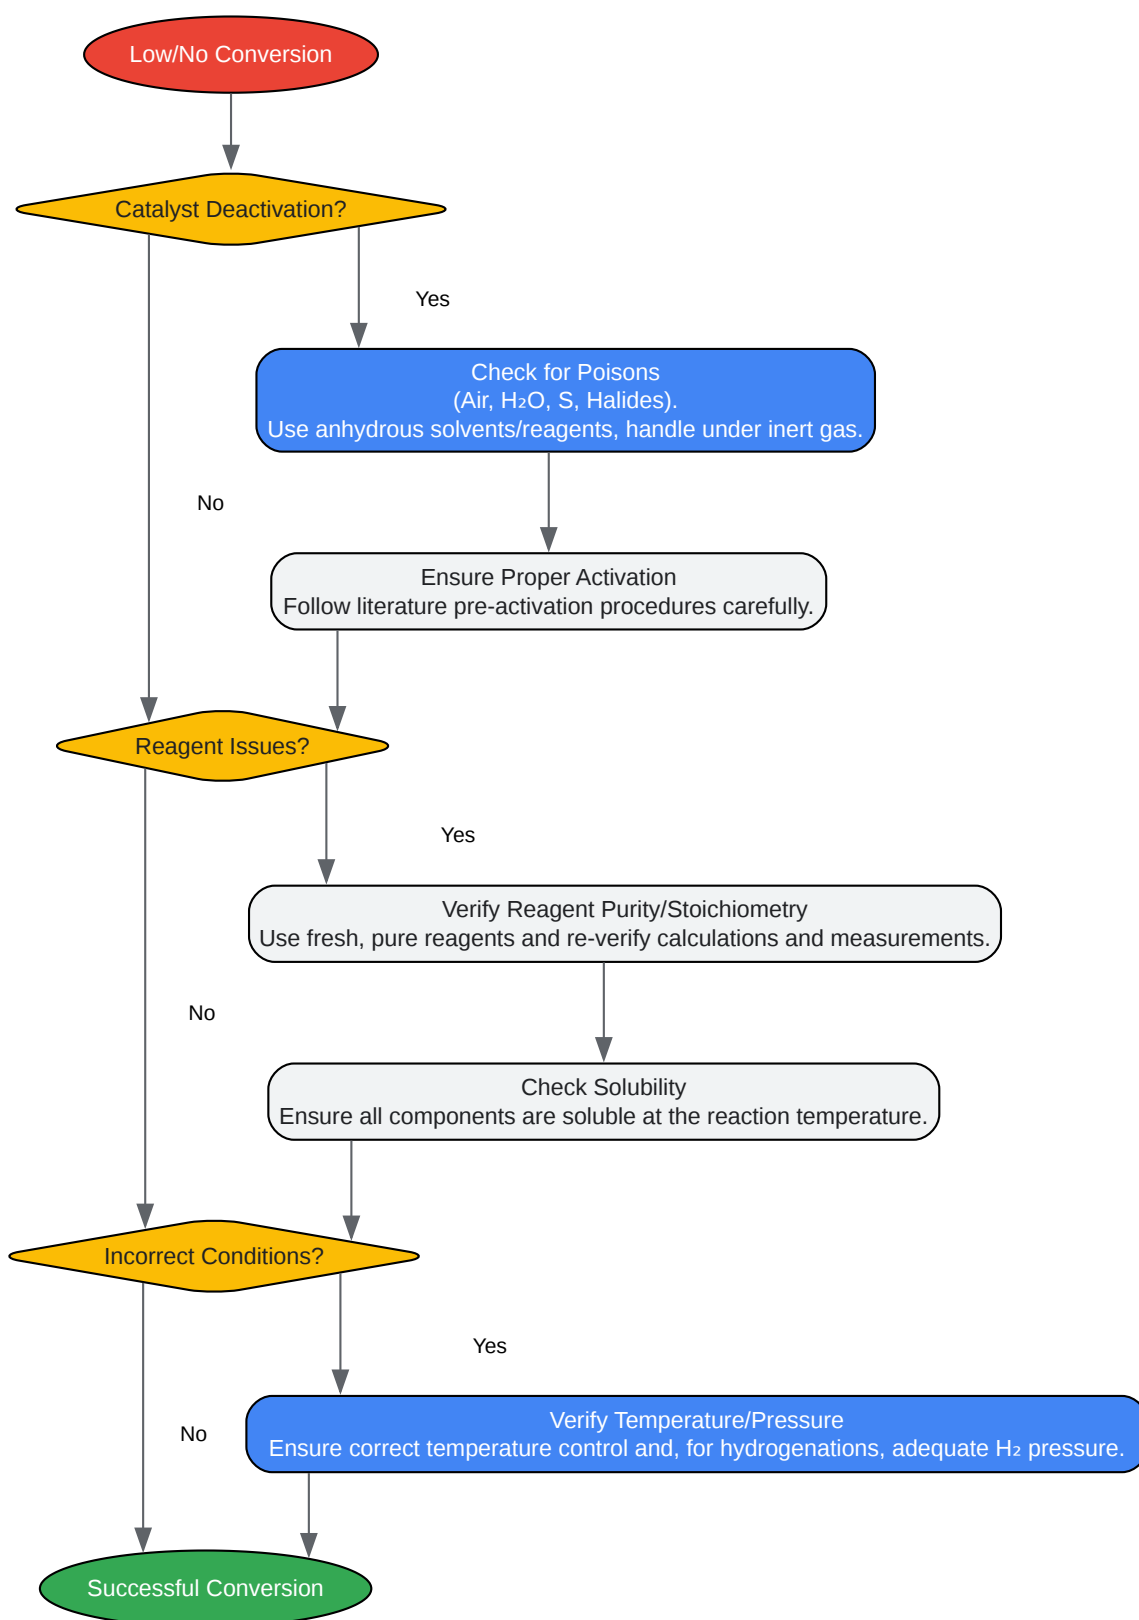 Low/No Conversion
Catalyst Deactivation?
Yes
Check for Poisons
(Air, H₂O, S, Halides).
Use anhydrous solvents/reagents, handle under inert gas.
No
Ensure Proper Activation
Follow literature pre-activation procedures carefully.
Reagent Issues?
Yes
Verify Reagent Purity/Stoichiometry
Use fresh, pure reagents and re-verify calculations and measurements.
No
Check Solubility
Ensure all components are soluble at the reaction temperature.
Incorrect Conditions?
Yes
Verify Temperature/Pressure
Ensure correct temperature control and, for hydrogenations, adequate H₂ pressure.
No
Successful Conversion